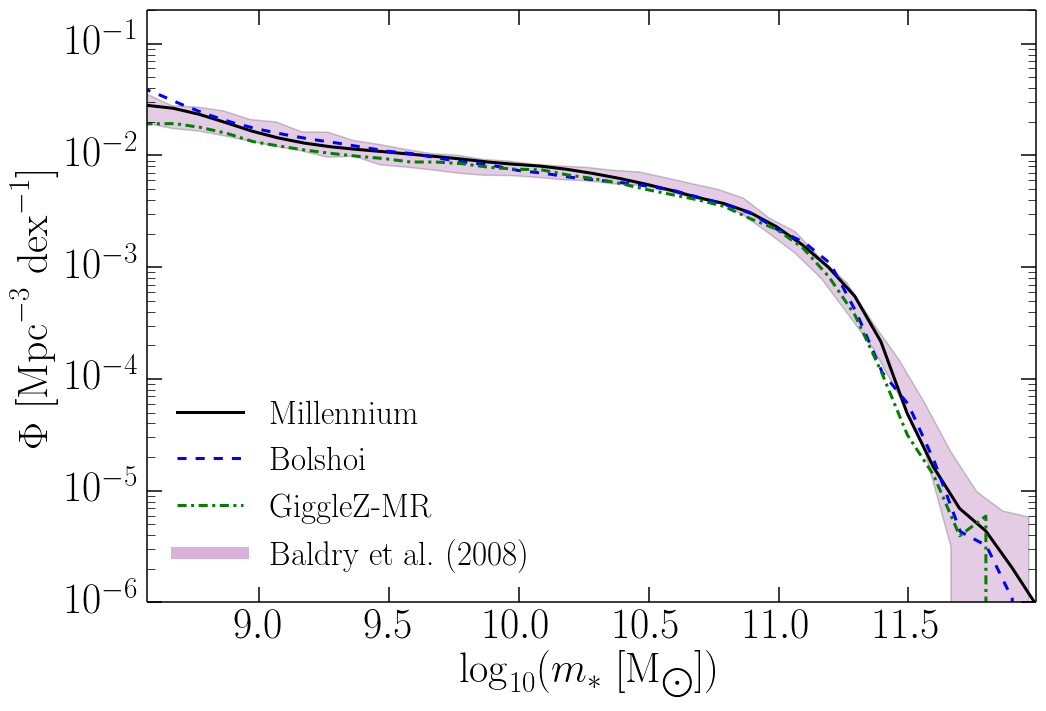 10⁻¹
10⁻²
10⁻³
10⁻⁴
10⁻⁵
10⁻⁶
Φ [Mpc⁻³ dex⁻¹]
Millennium
Bolshoi
GiggleZ-MR
Baldry et al. (2008)
9.0 9.5 10.0 10.5 11.0 11.5
log₁₀(m∗ [M⨀])